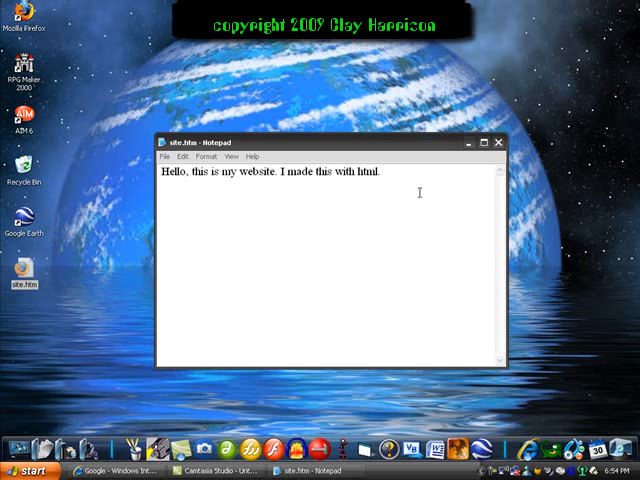 copyright 2009 Clay Harrison
Mozilla Firefox
RPG Maker
2000
AIM 6
Recycle Bin
Google Earth
site.htm
site.htm - Notepad
File Edit Format View Help
Hello, this is my website. I made this with html.
30
start
Google - Windows Int...
Camtasia Studio - Unt...
site.htm - Notepad
6:54 PM